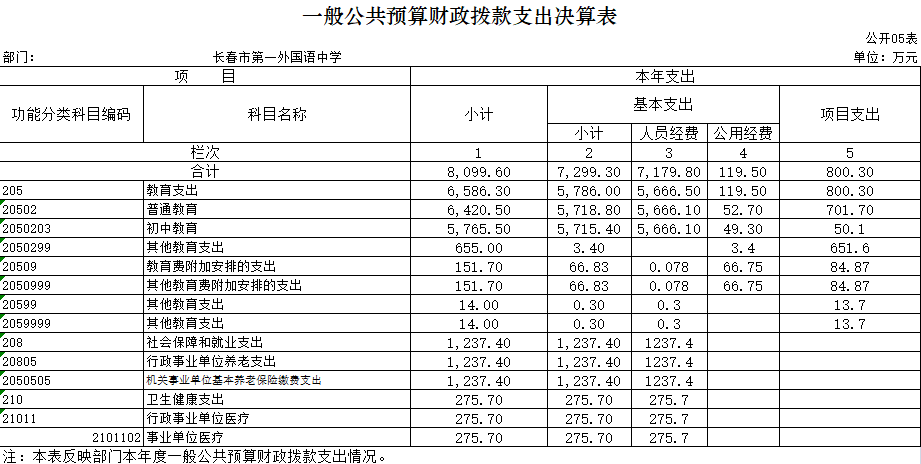 一般公共预算财政拨款支出决算表
公开05表
部门： 长春市第一外国语中学 单位：万元
项 目 本年支出
功能分类科目编码 科目名称 小计 基本支出 项目支出
小计 人员经费 公用经费
栏次 1 2 3 4 5
合计 8,099.60 7,299.30 7,179.80 119.50 800.30
205 教育支出 6,586.30 5,786.00 5,666.50 119.50 800.30
20502 普通教育 6,420.50 5,718.80 5,666.10 52.70 701.70
2050203 初中教育 5,765.50 5,715.40 5,666.10 49.30 50.1
2050299 其他教育支出 655.00 3.40 3.4 651.6
20509 教育费附加安排的支出 151.70 66.83 0.078 66.75 84.87
2050999 其他教育费附加安排的支出 151.70 66.83 0.078 66.75 84.87
20599 其他教育支出 14.00 0.30 0.3 13.7
2059999 其他教育支出 14.00 0.30 0.3 13.7
208 社会保障和就业支出 1,237.40 1,237.40 1237.4
20805 行政事业单位养老支出 1,237.40 1,237.40 1237.4
2050505 机关事业单位基本养老保险缴费支出 1,237.40 1,237.40 1237.4
210 卫生健康支出 275.70 275.70 275.7
21011 行政事业单位医疗 275.70 275.70 275.7
2101102 事业单位医疗 275.70 275.70 275.7
注：本表反映部门本年度一般公共预算财政拨款支出情况。